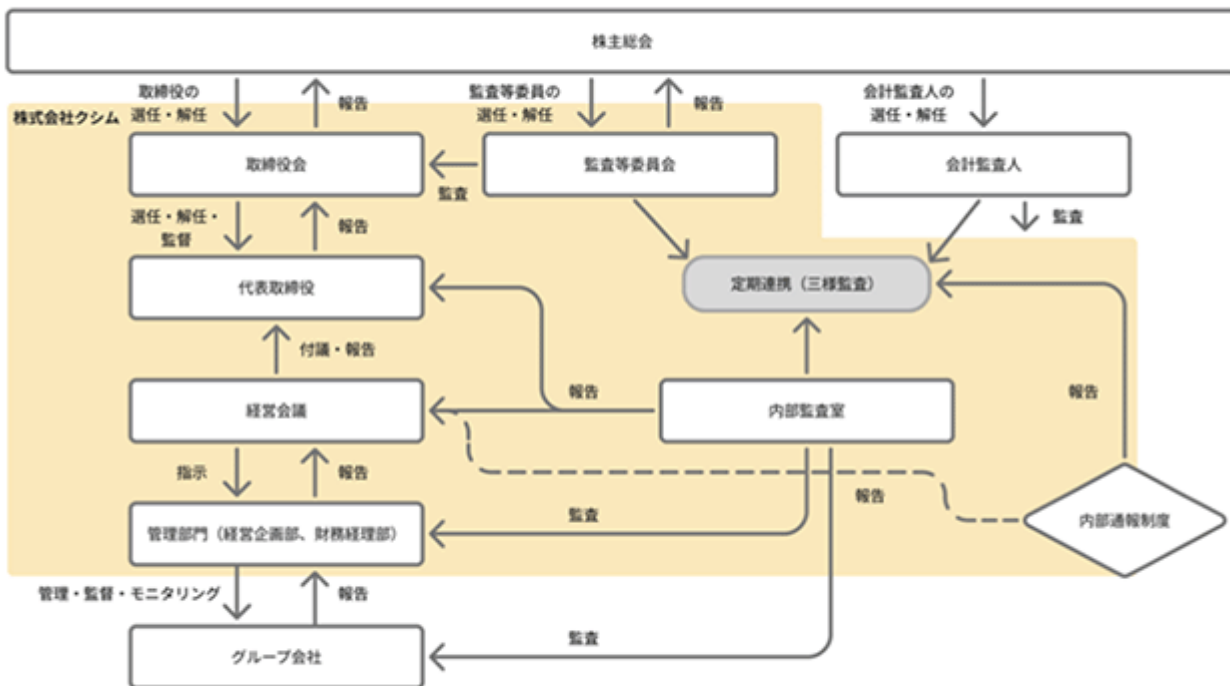 株主総会
取締役の
選任・解任
報告
監査等委員の
選任・解任
報告
会計監査人の
選任・解任
株式会社クシム
取締役会
監査
監査等委員会
会計監査人
監査
選任・解任・
監督
報告
代表取締役
定期連携（三様監査）
付議・報告
経営会議
報告
内部監査室
報告
指示
報告
報告
管理部門（経営企画部、財務経理部）
監査
内部通報制度
管理・監督・モニタリング
報告
グループ会社
監査